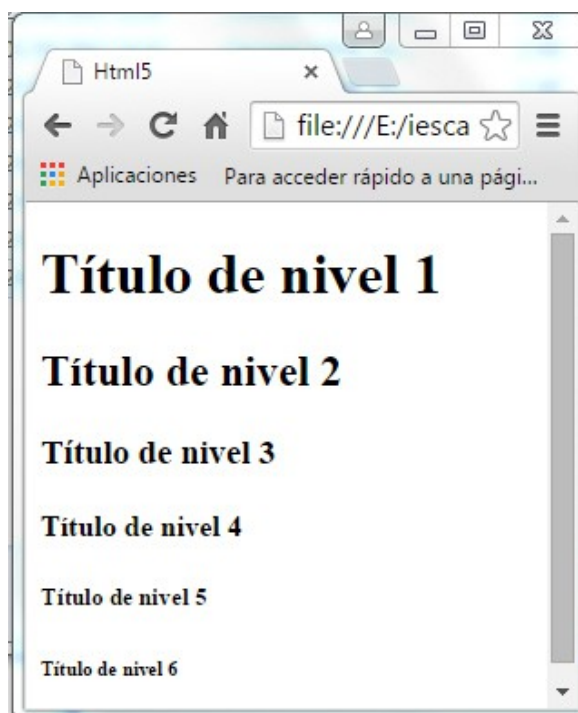 Html5
file:///E:/iesca
Aplicaciones Para acceder rápido a una pági...
Título de nivel 1
Título de nivel 2
Título de nivel 3
Título de nivel 4
Título de nivel 5
Título de nivel 6